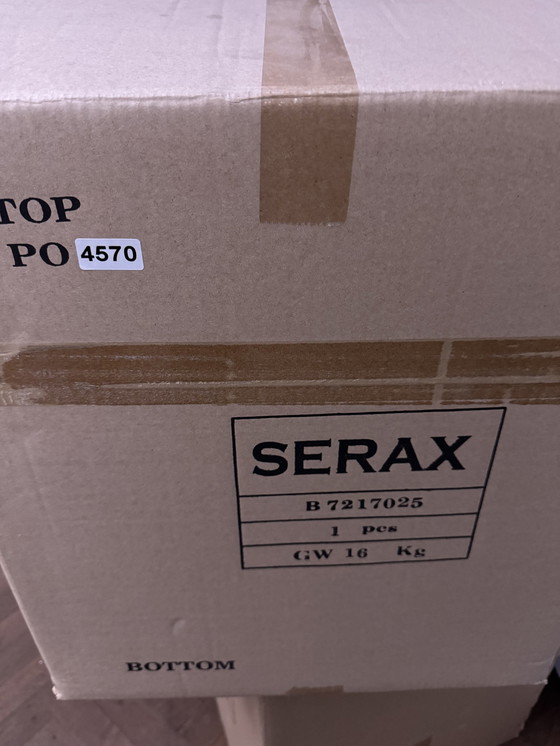 TOP
PO 4570
SERAX
B 7217025
1 pcs
GW 16 Kg
BOTTOM